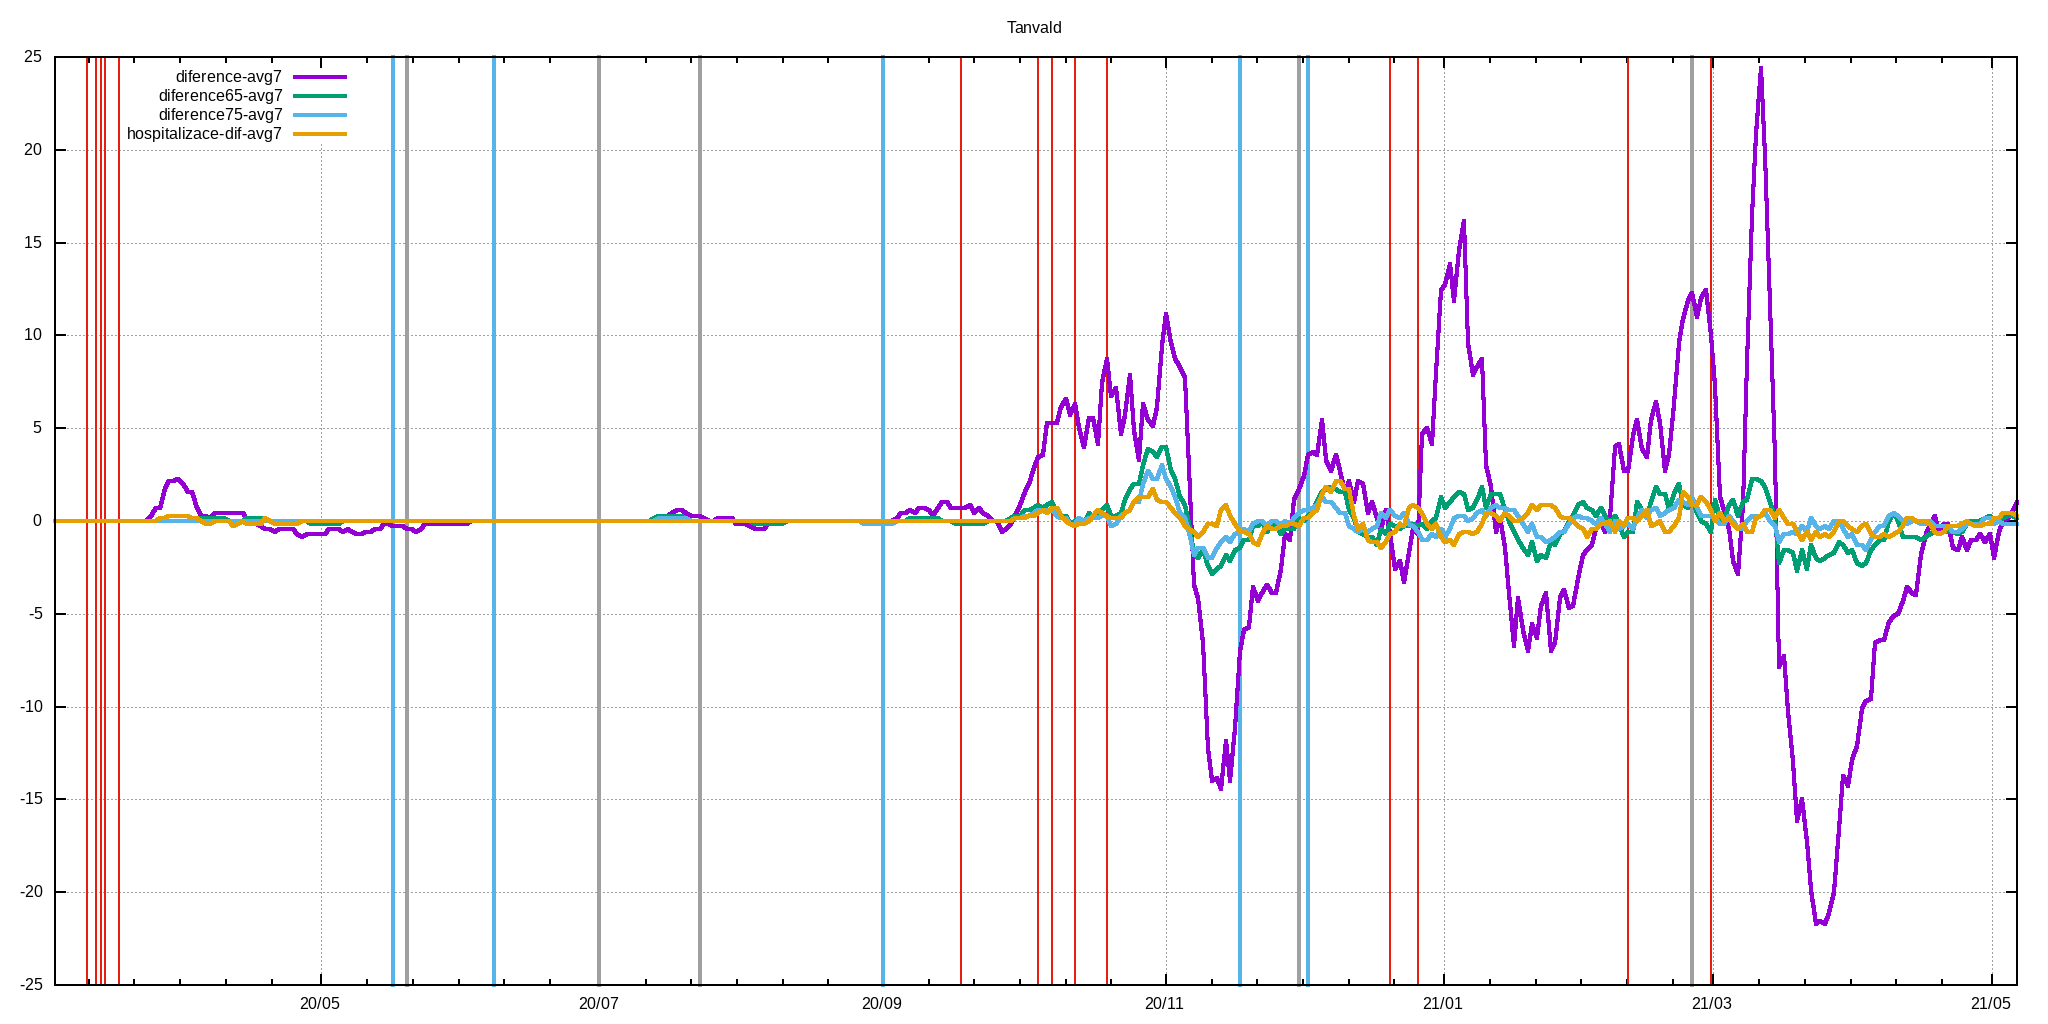 Tanvald
diference-avg7
diference65-avg7
diference75-avg7
hospitalizace-dif-avg7
25
20
15
10
5
0
-5
-10
-15
-20
-25
20/05 20/07 20/09 20/11 21/01 21/03 21/05